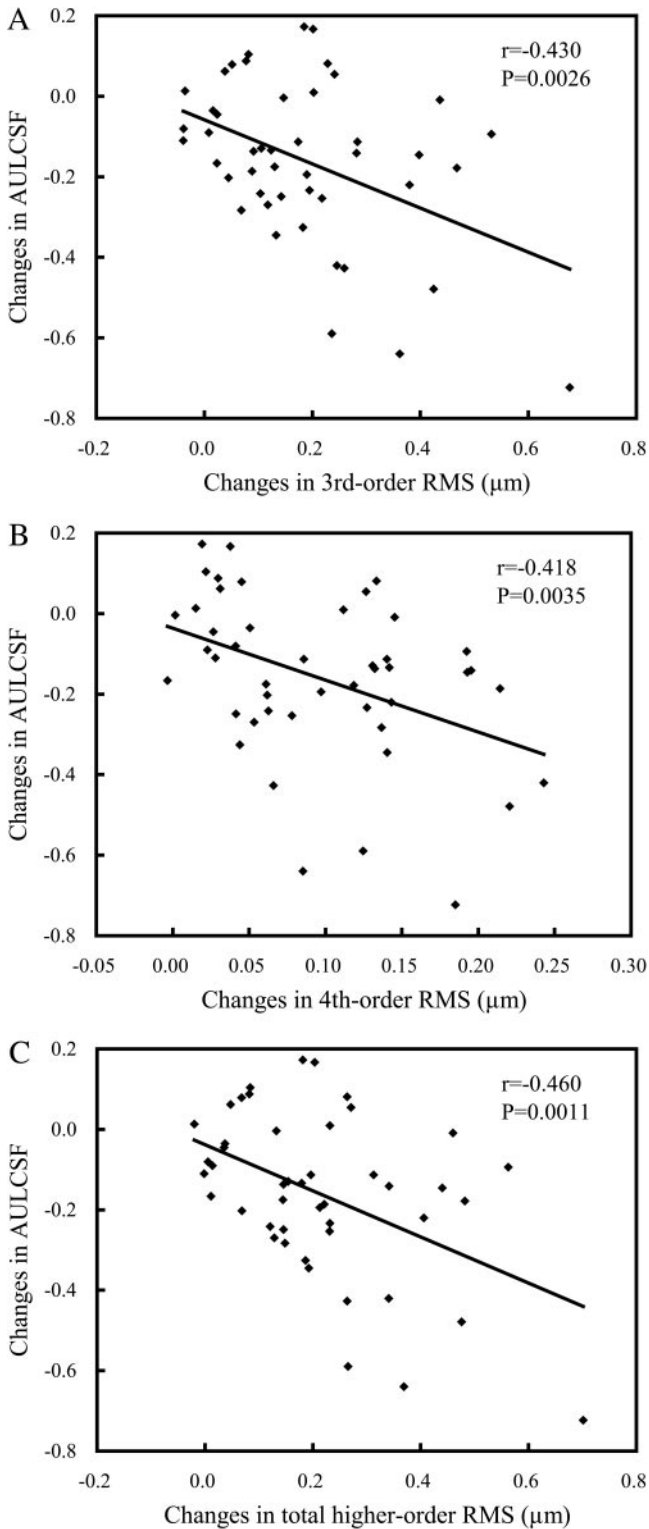 A
r=-0.430
P=0.0026
Changes in AULCSF
0.2
0.0
-0.2
-0.4
-0.6
-0.8
-0.2 0.0 0.2 0.4 0.6 0.8
Changes in 3rd-order RMS (μm)
B
r=-0.418
P=0.0035
Changes in AULCSF
0.2
0.0
-0.2
-0.4
-0.6
-0.8
-0.05 0.00 0.05 0.10 0.15 0.20 0.25 0.30
Changes in 4th-order RMS (μm)
C
r=-0.460
P=0.0011
Changes in AULCSF
0.2
0.0
-0.2
-0.4
-0.6
-0.8
-0.2 0.0 0.2 0.4 0.6 0.8
Changes in total higher-order RMS (μm)